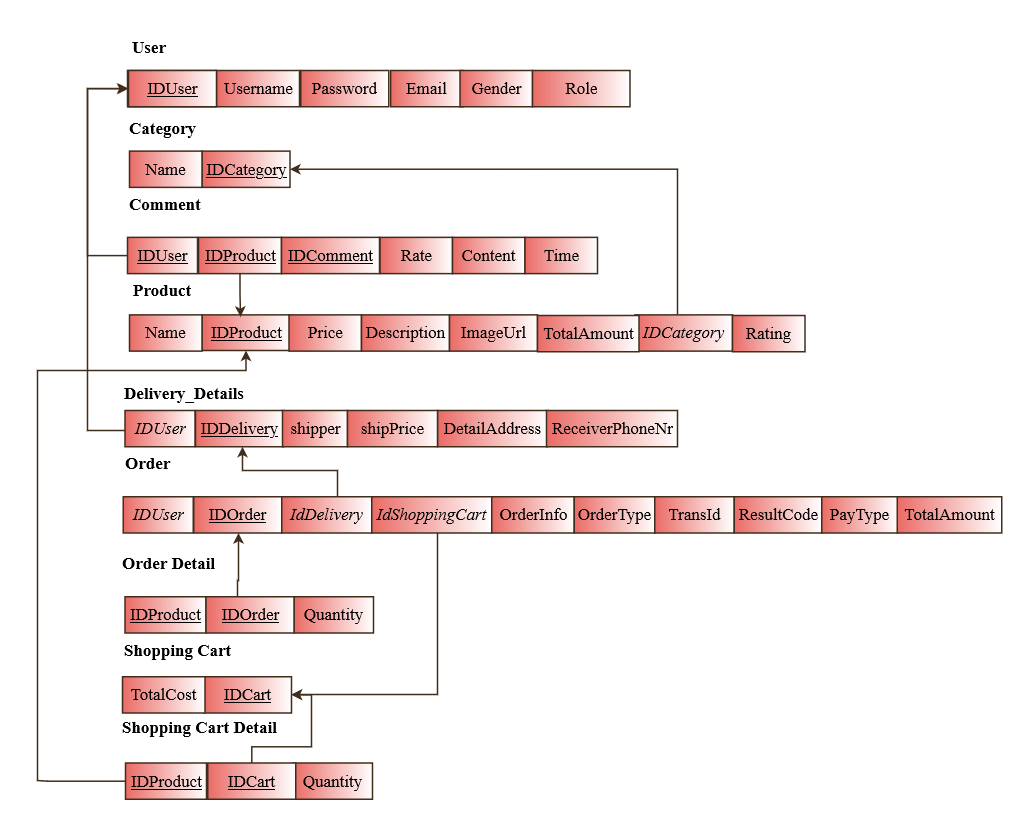 User
IDUser Username Password Email Gender Role
Category
Name IDCategory
Comment
IDUser IDProduct IDComment Rate Content Time
Product
Name IDProduct Price Description ImageUrl TotalAmount IDCategory Rating
Delivery_Details
IDUser IDDelivery shipper shipPrice DetailAddress ReceiverPhoneNr
Order
IDUser IDOrder IdDelivery IdShoppingCart OrderInfo OrderType TransId ResultCode PayType TotalAmount
Order Detail
IDProduct IDOrder Quantity
Shopping Cart
TotalCost IDCart
Shopping Cart Detail
IDProduct IDCart Quantity